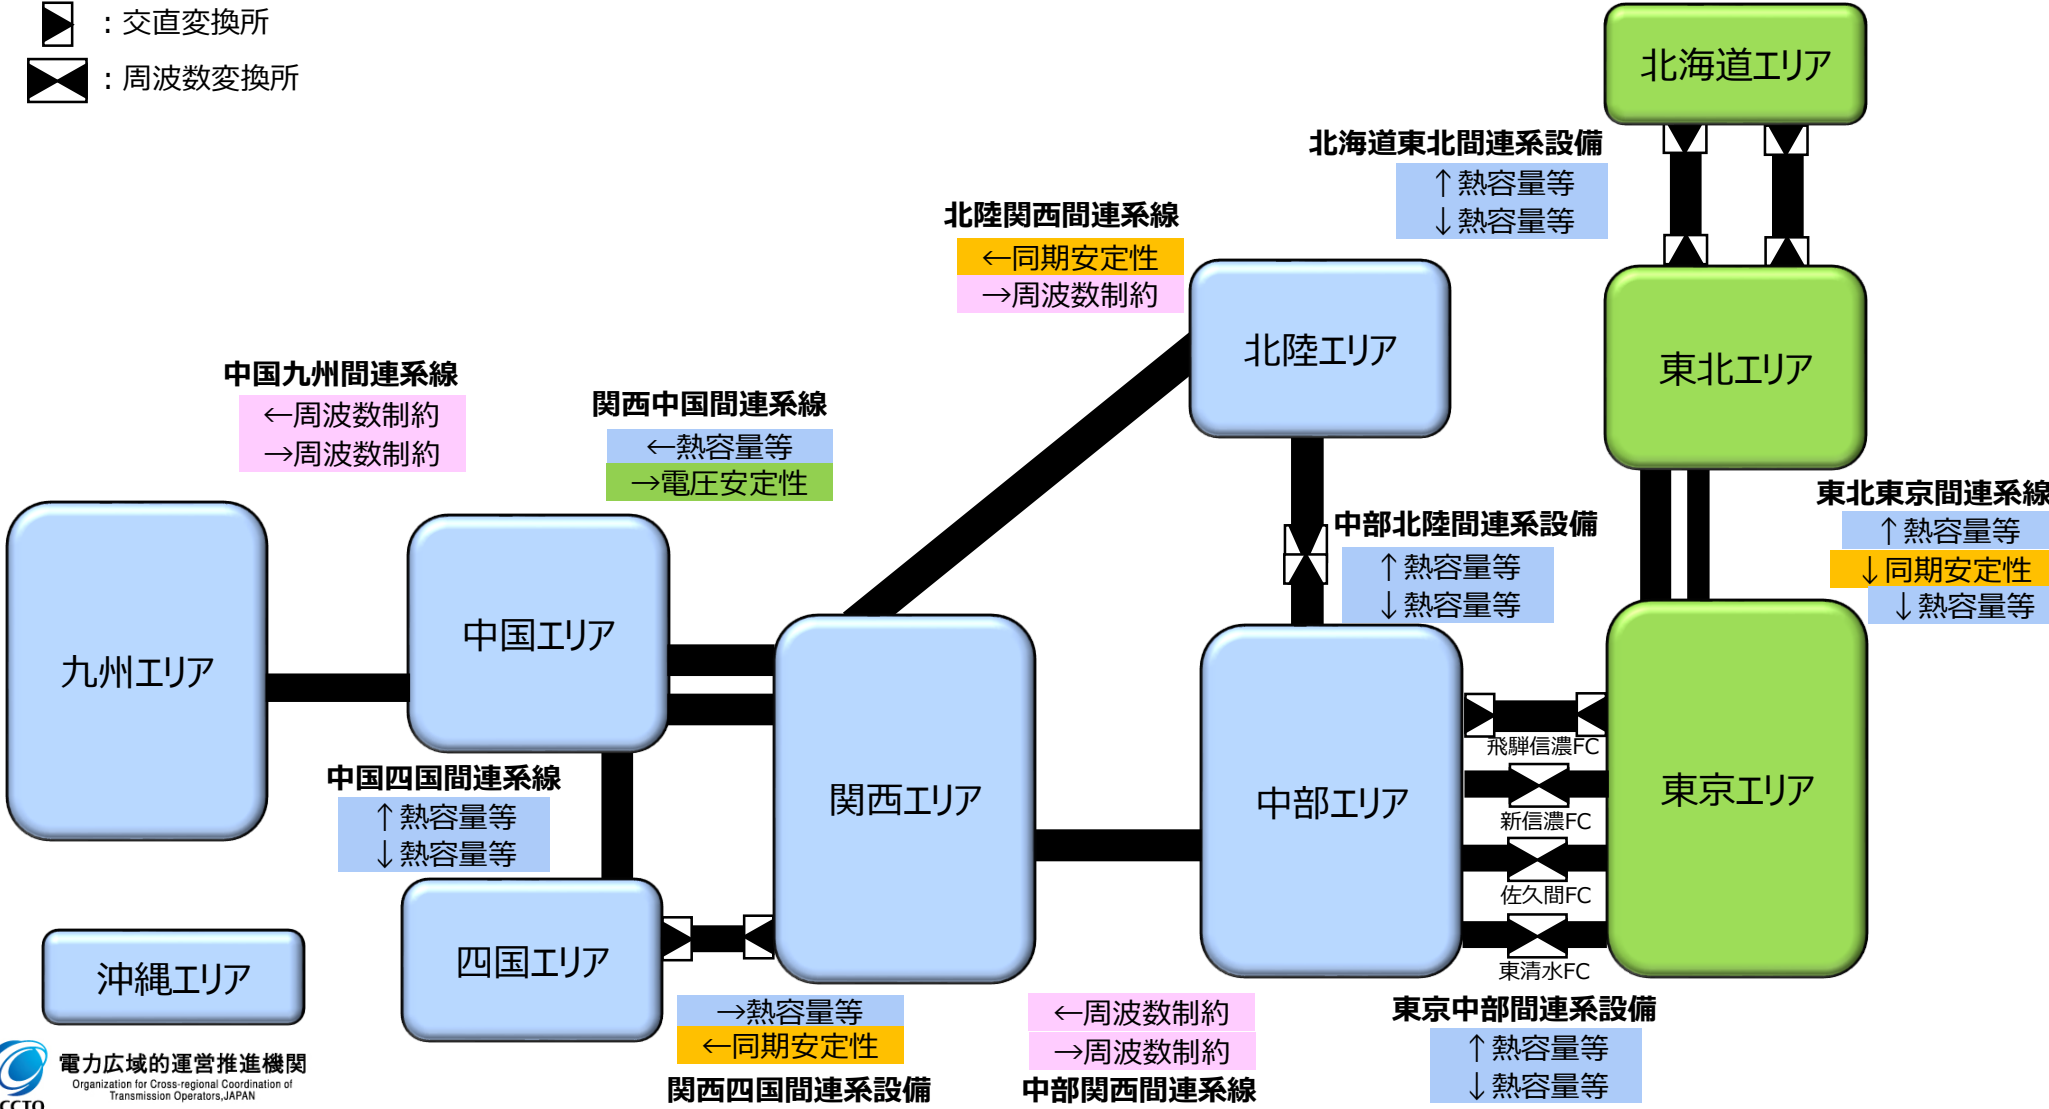 ：交直変換所
：周波数変換所
北海道エリア
北海道東北間連系設備
↑熱容量等
↓熱容量等
北陸関西間連系線
←同期安定性
→周波数制約
北陸エリア
東北エリア
中国九州間連系線
←周波数制約
→周波数制約
関西中国間連系線
←熱容量等
→電圧安定性
東北東京間連系線
↑熱容量等
↓同期安定性
↓熱容量等
中部北陸間連系設備
↑熱容量等
↓熱容量等
九州エリア
中国エリア
関西エリア
中部エリア
東京エリア
飛騨信濃FC
新信濃FC
佐久間FC
東清水FC
中国四国間連系線
↑熱容量等
↓熱容量等
四国エリア
沖縄エリア
→熱容量等
←同期安定性
関西四国間連系設備
←周波数制約
→周波数制約
中部関西間連系線
東京中部間連系設備
↑熱容量等
↓熱容量等
電力広域的運営推進機関
Organization for Cross-regional Coordination of
Transmission Operators,JAPAN